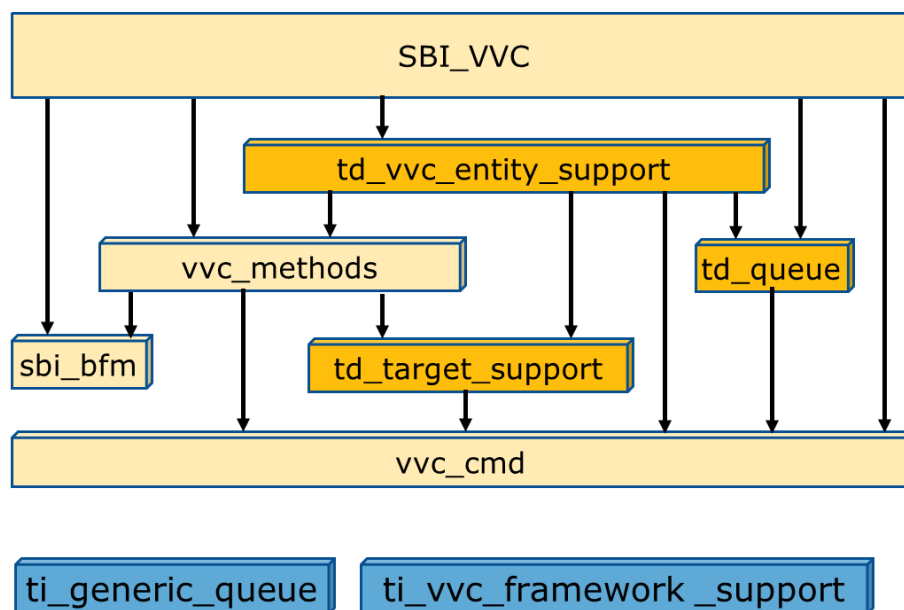 SBI_VVC
td_vvc_entity_support
vvc_methods
td_queue
sbi_bfm
td_target_support
vvc_cmd
ti_generic_queue
ti_vvc_framework _support